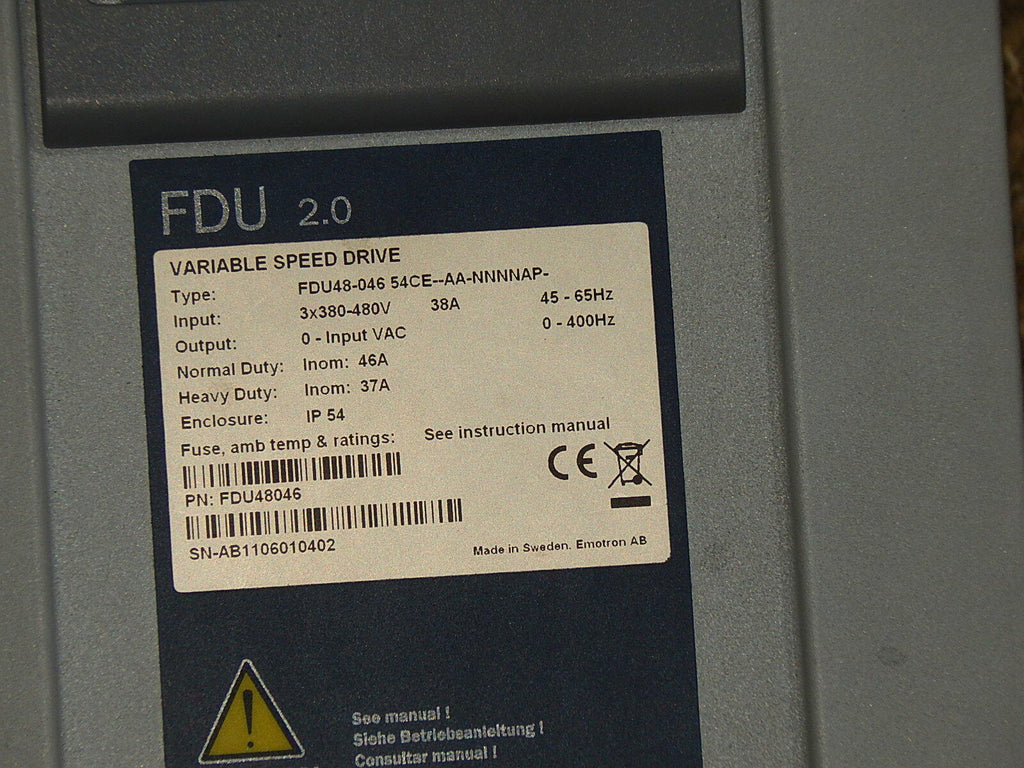 FDU 2.0
VARIABLE SPEED DRIVE
Type: FDU48-046 54CE--AA-NNNNAP-
Input: 3x380-480V 38A 45 - 65Hz
Output: 0 - Input VAC 0 - 400Hz
Normal Duty: Inom: 46A
Heavy Duty: Inom: 37A
Enclosure: IP 54
Fuse, amb temp & ratings: See instruction manual
CE
PN: FDU48046
SN-AB1106010402
Made in Sweden. Emotron AB
See manual !
Siehe Betriebsanleitung !
Consultar manual !